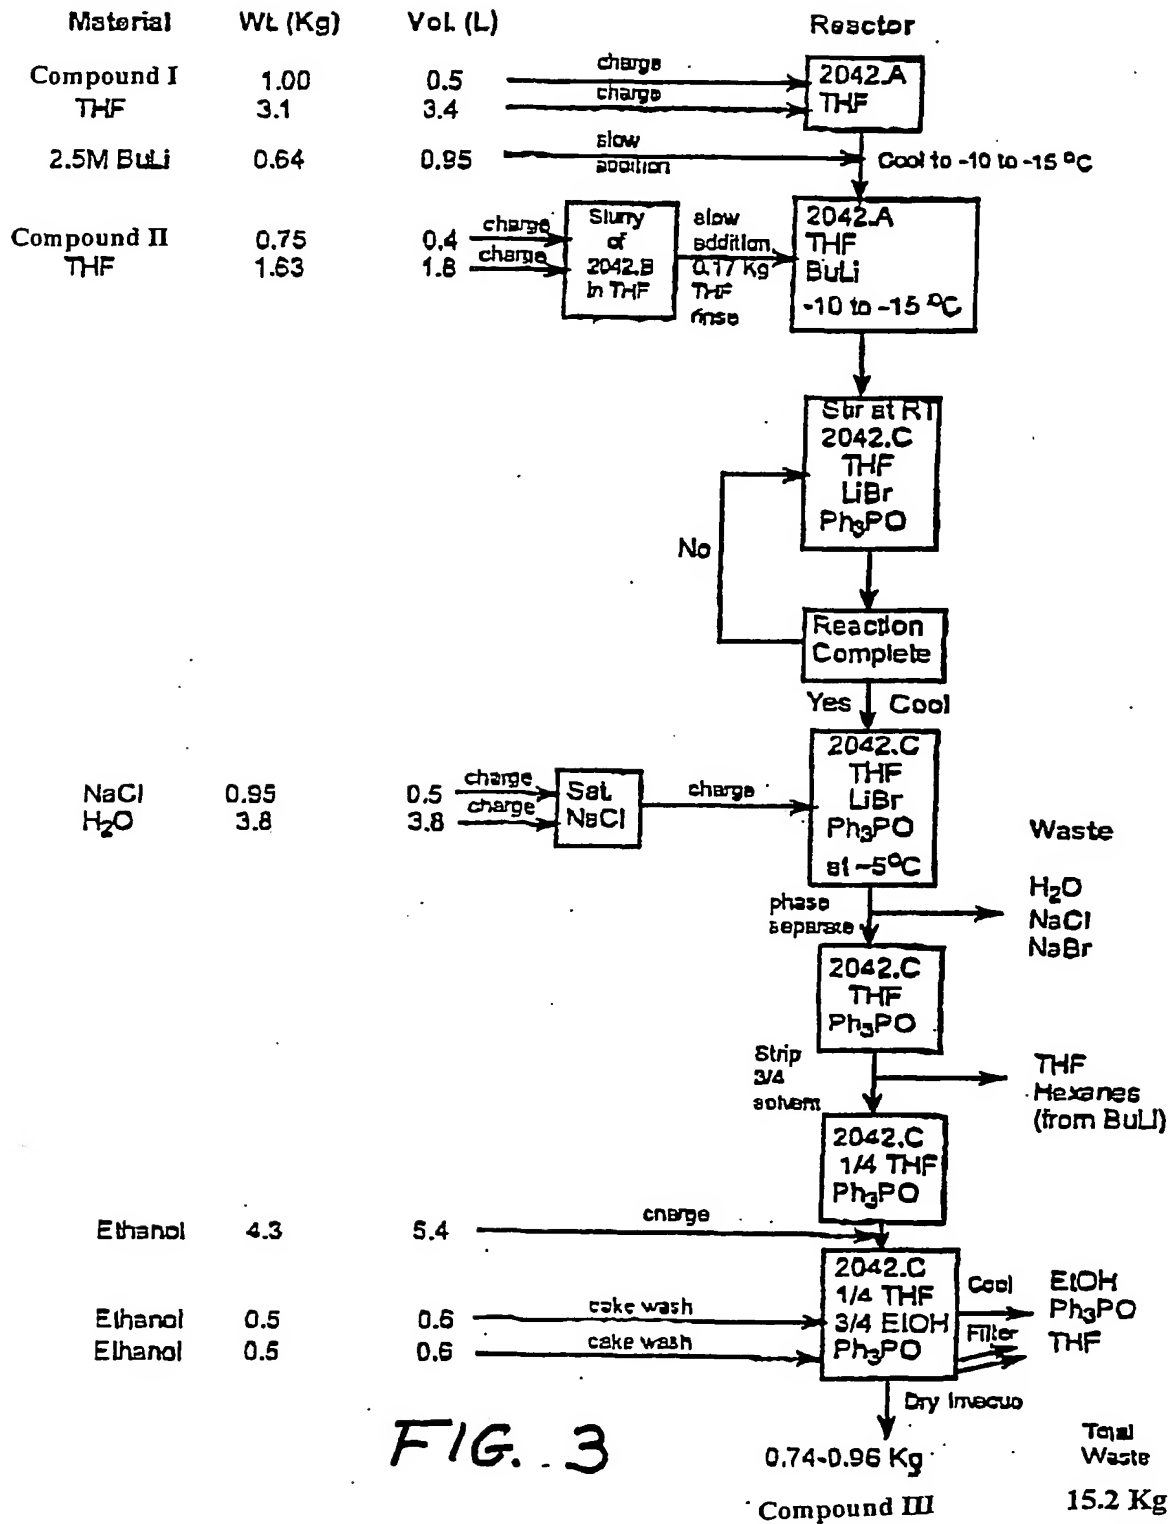 Material Wt. (Kg) Vol. (L) Reactor
Compound I 1.00 0.5 charge 2042.A
THF 3.1 3.4 charge THF
2.5M BuLi 0.64 0.95 slow addition Cool to -10 to -15 °C
Compound II 0.75 0.4 charge
THF 1.63 1.8 charge
Slurry
of
2042.B
in THF
slow
addition,
0.17 Kg
THF
rinse
2042.A
THF
BuLi
-10 to -15 °C
Stir at RT
2042.C
THF
LiBr
Ph3PO
No
Reaction
Complete
Yes Cool
NaCl 0.95 0.5 charge
H2O 3.8 3.8 charge
Sat.
NaCl
charge
2042.C
THF
LiBr
Ph3PO
at -5°C
Waste
phase
separate
H2O
NaCl
NaBr
2042.C
THF
Ph3PO
Strip
3/4
solvent
THF
Hexanes
(from BuLi)
2042.C
1/4 THF
Ph3PO
Ethanol 4.3 5.4 charge
Ethanol 0.5 0.6 cake wash
Ethanol 0.5 0.6 cake wash
2042.C
1/4 THF
3/4 EtOH
Ph3PO
Cool
Filter
EtOH
Ph3PO
THF
Dry Invacuo
FIG. 3
0.74-0.96 Kg
Compound III
Total
Waste
15.2 Kg